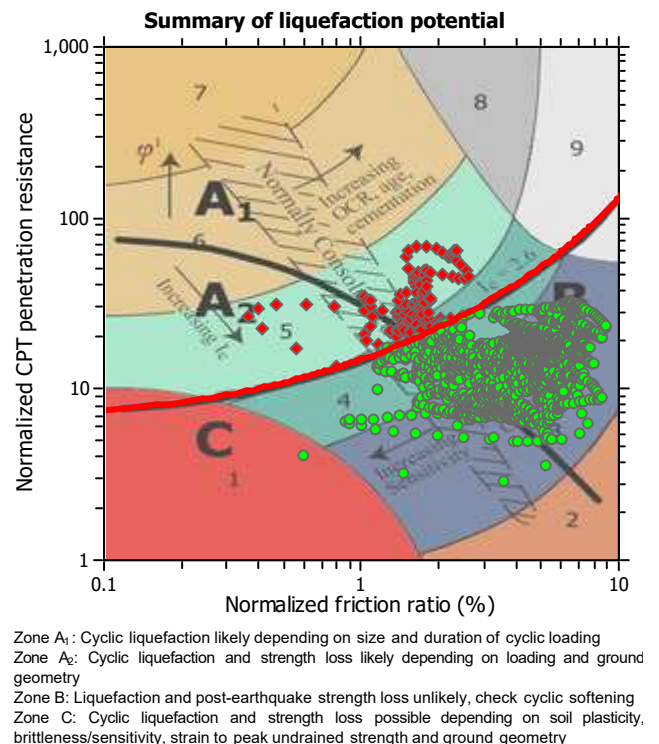 Summary of liquefaction potential
Normalized CPT penetration resistance
1,000
100
10
1
7
8
9
φ'
A1
Increasing
OCR, age,
cementation
Normally Consol
6
Ic = 2.6
A2
Increasing Ic
5
B
4
3
C
1
Increasing
Sensitivity
2
0.1
1
10
Normalized friction ratio (%)
Zone A1: Cyclic liquefaction likely depending on size and duration of cyclic loading
Zone A2: Cyclic liquefaction and strength loss likely depending on loading and ground
geometry
Zone B: Liquefaction and post-earthquake strength loss unlikely, check cyclic softening
Zone C: Cyclic liquefaction and strength loss possible depending on soil plasticity,
brittleness/sensitivity, strain to peak undrained strength and ground geometry